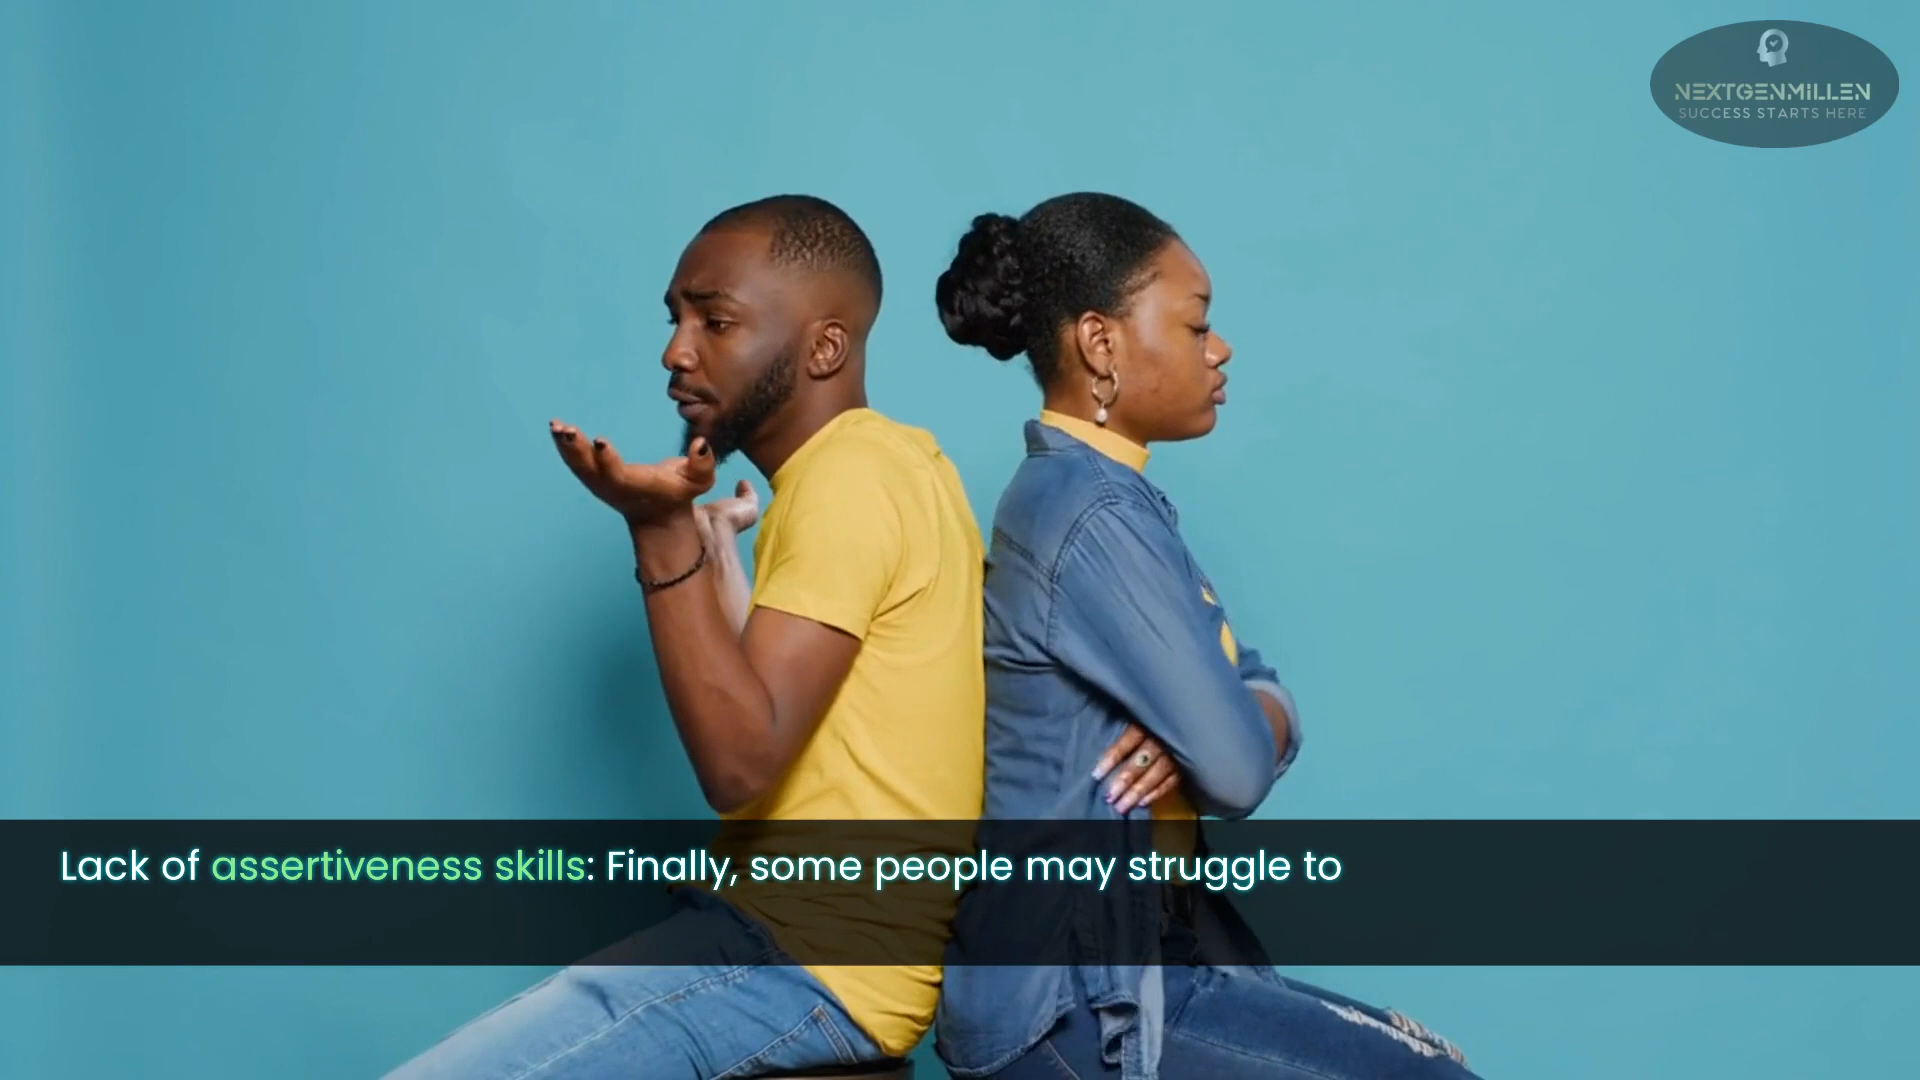 NEXTGENMILLEN
SUCCESS STARTS HERE
Lack of assertiveness skills: Finally, some people may struggle to